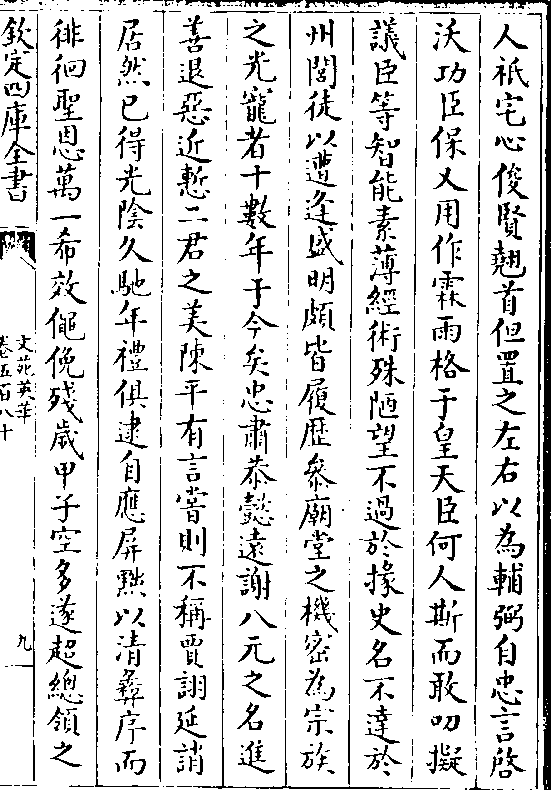 人祇宅心俊賢翹首但置之左右以為輔弼自忠言啓
沃功臣保乂用作霖雨格于皇天臣何人斯而敢叨擬
議臣等智能素薄經術殊陋望不過於掾史名不達於
州閭徒以遭逢盛明頗皆履歴叅廟堂之機密為宗族
之光寵者十數年于今矣忠肅恭懿遠謝八元之名進
善退惡近慙二君之美陳平有言嘗則不稱賈詡延誚
居然已得光陰久馳年禮俱逮自應屏黜以清彝序而
徘徊聖恩萬一希效僶俛殘歲甲子空多遂超總領之
欽定四庫全書
文苑英華
卷五百八十
九